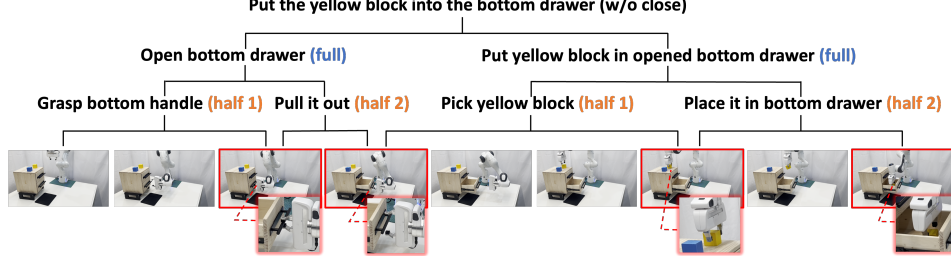 Put the yellow block into the bottom drawer (w/o close)
Open bottom drawer (full)
Put yellow block in opened bottom drawer (full)
Grasp bottom handle (half 1)
Pull it out (half 2)
Pick yellow block (half 1)
Place it in bottom drawer (half 2)